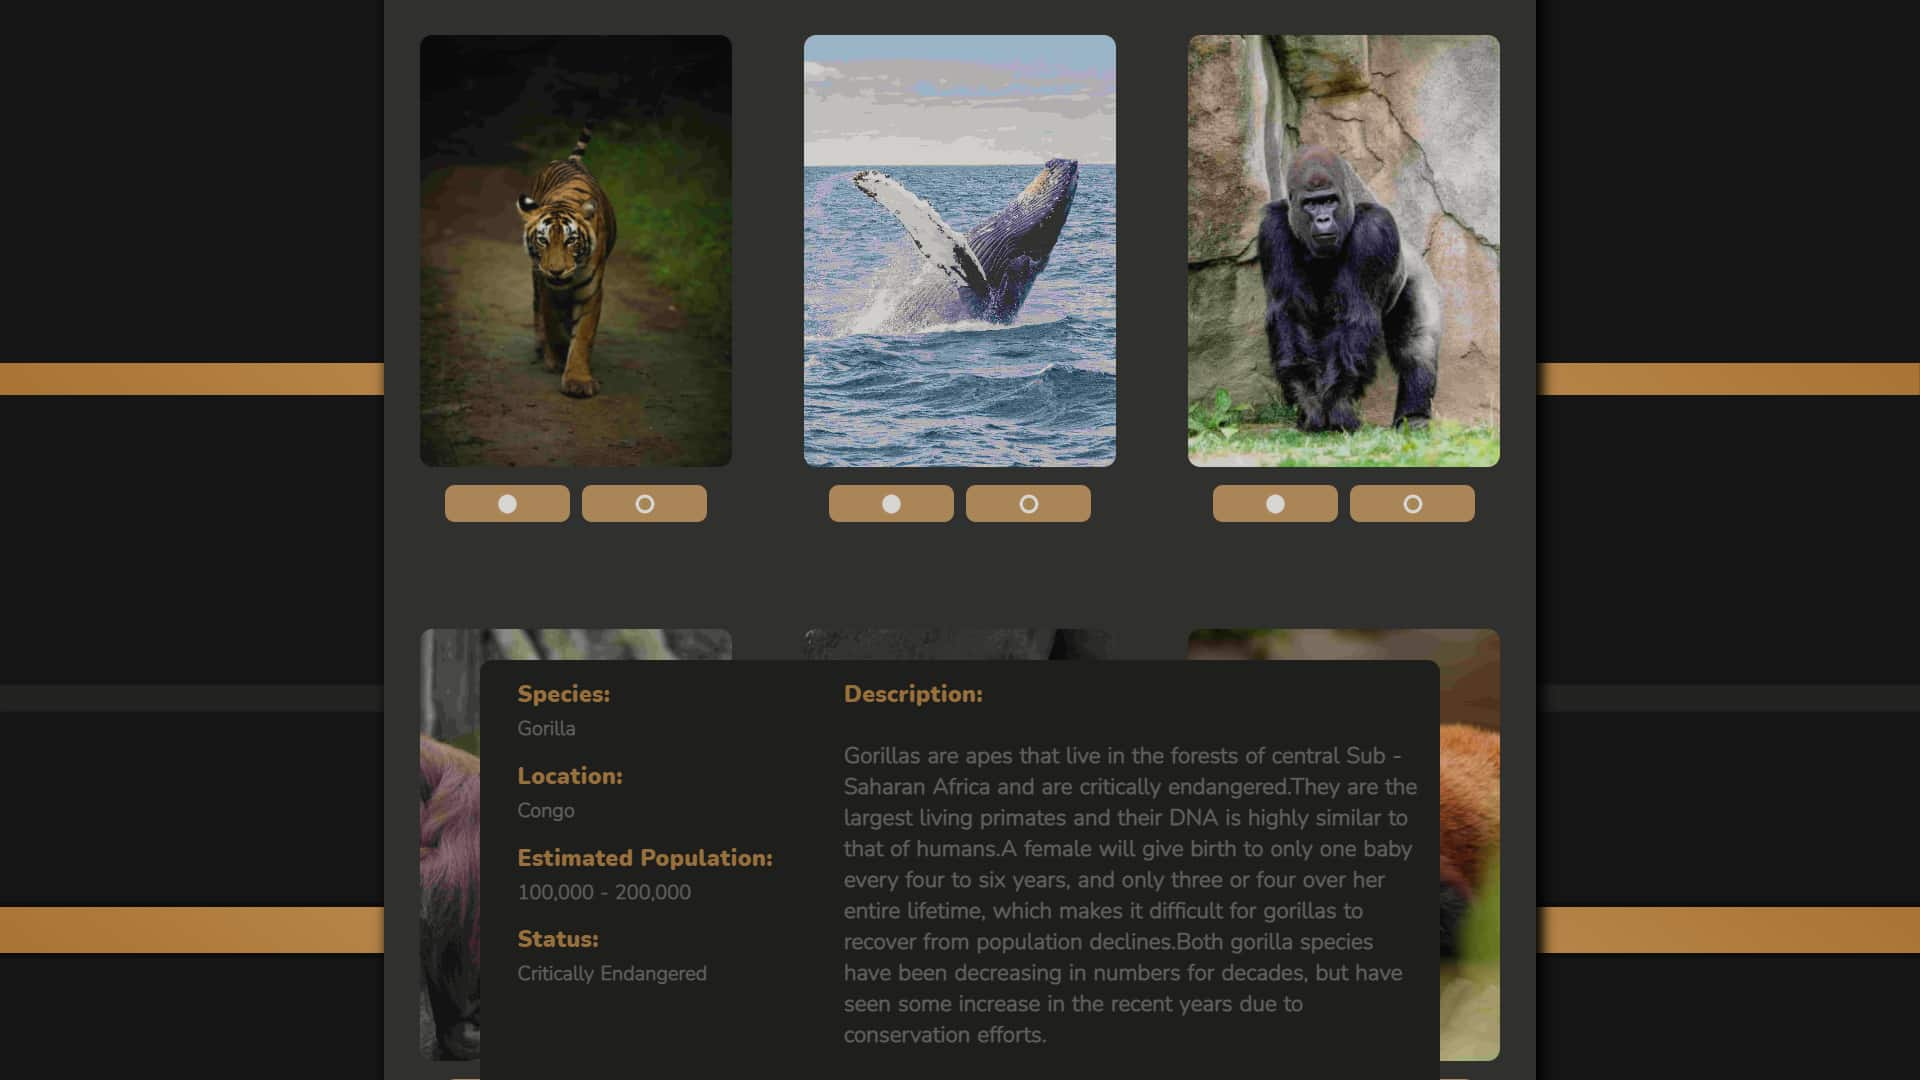 Species:
Gorilla
Location:
Congo
Estimated Population:
100,000 - 200,000
Status:
Critically Endangered
Description:
Gorillas are apes that live in the forests of central Sub -
Saharan Africa and are critically endangered.They are the
largest living primates and their DNA is highly similar to
that of humans.A female will give birth to only one baby
every four to six years, and only three or four over her
entire lifetime, which makes it difficult for gorillas to
recover from population declines.Both gorilla species
have been decreasing in numbers for decades, but have
seen some increase in the recent years due to
conservation efforts.